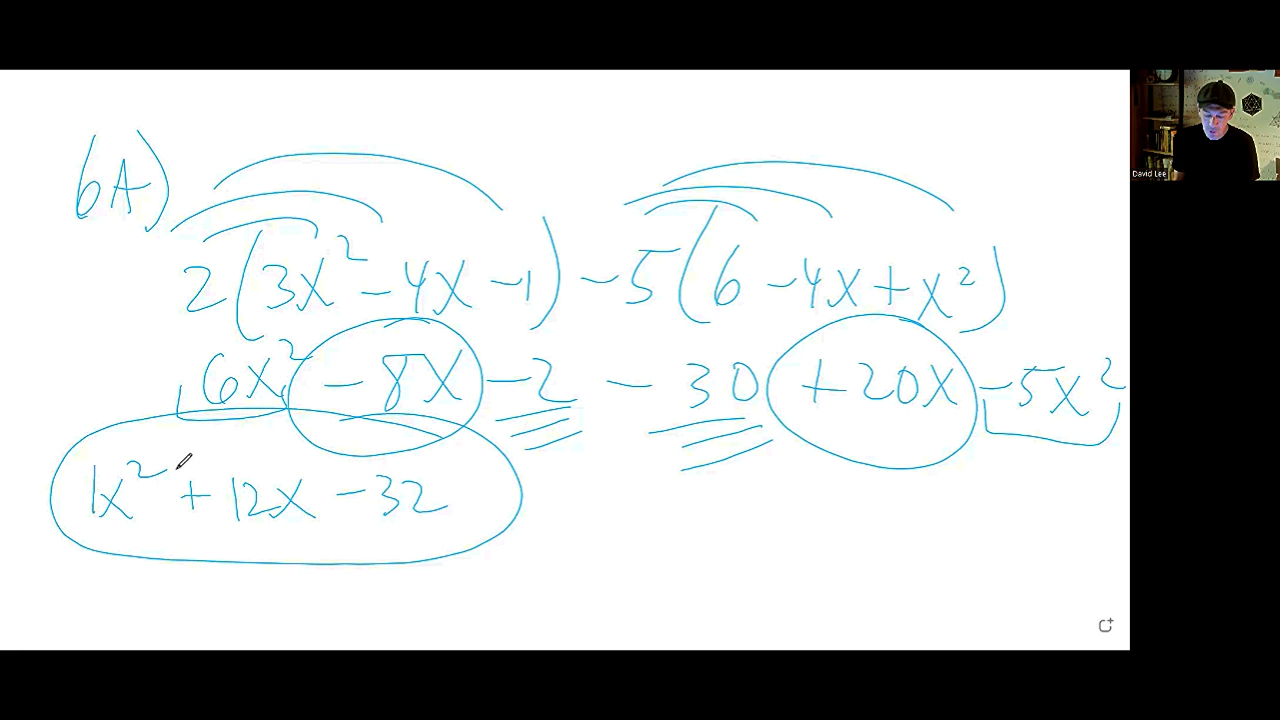 6A)
2(3x² - 4x - 1) - 5(6 - 4x + x²)
6x² - 8x - 2 - 30 + 20x - 5x²
1x² + 12x - 32
David Lee